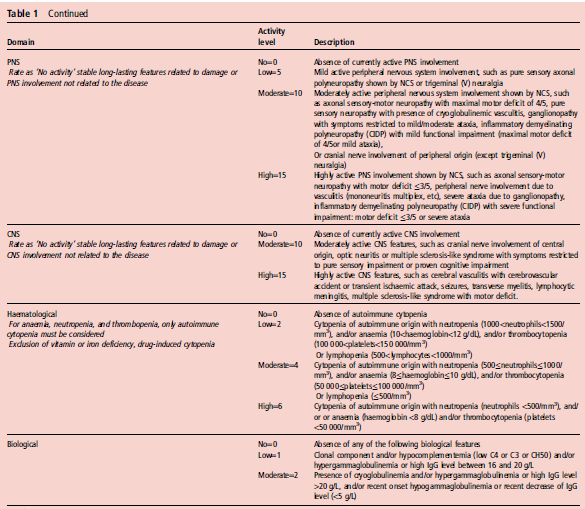 Table 1 Continued
Domain Activity level Description
PNS No=0 Absence of currently active PNS involvement
Rate as 'No activity' stable long-lasting features related to damage or Low=5 Mild active peripheral nervous system involvement, such as pure sensory axonal
PNS involvement not related to the disease polyneuropathy shown by NCS or trigeminal (V) neuralgia
Moderate=10 Moderately active peripheral nervous system involvement shown by NCS, such
as axonal sensory-motor neuropathy with maximal motor deficit of 4/5, pure
sensory neuropathy with presence of cryoglobulinemic vasculitis, ganglionopathy
with symptoms restricted to mild/moderate ataxia, inflammatory demyelinating
polyneuropathy (CIDP) with mild functional impairment (maximal motor deficit
of 4/5or mild ataxia),
Or cranial nerve involvement of peripheral origin (except trigeminal (V)
neuralgia)
High=15 Highly active PNS involvement shown by NCS, such as axonal sensory-motor
neuropathy with motor deficit ≤3/5, peripheral nerve involvement due to
vasculitis (mononeuritis multiplex, etc), severe ataxia due to ganglionopathy,
inflammatory demyelinating polyneuropathy (CIDP) with severe functional
impairment: motor deficit ≤3/5 or severe ataxia
CNS No=0 Absence of currently active CNS involvement
Rate as 'No activity' stable long-lasting features related to damage or Moderate=10 Moderately active CNS features, such as cranial nerve involvement of central
CNS involvement not related to the disease origin, optic neuritis or multiple sclerosis-like syndrome with symptoms restricted
to pure sensory impairment or proven cognitive impairment
High=15 Highly active CNS features, such as cerebral vasculitis with cerebrovascular
accident or transient ischaemic attack, seizures, transverse myelitis, lymphocytic
meningitis, multiple sclerosis-like syndrome with motor deficit.
Haematological No=0 Absence of autoimmune cytopenia
For anaemia, neutropenia, and thrombopenia, only autoimmune Low=2 Cytopenia of autoimmune origin with neutropenia (1000<neutrophils<1500/
cytopenia must be considered mm³), and/or anaemia (10<haemoglobin<12 g/dL), and/or thrombocytopenia
Exclusion of vitamin or iron deficiency, drug-induced cytopenia (100 000<platelets<150 000/mm³)
Or lymphopenia (500<lymphocytes<1000/mm³)
Moderate=4 Cytopenia of autoimmune origin with neutropenia (500≤neutrophils≤1000/
mm³), and/or anaemia (8≤haemoglobin≤10 g/dL), and/or thrombocytopenia
(50 000≤platelets≤100 000/mm³)
Or lymphopenia (≤500/mm³)
High=6 Cytopenia of autoimmune origin with neutropenia (neutrophils <500/mm³), and/
or or anaemia (haemoglobin <8 g/dL) and/or thrombocytopenia (platelets
<50 000/mm³)
Biological No=0 Absence of any of the following biological features
Low=1 Clonal component and/or hypocomplementemia (low C4 or C3 or CH50) and/or
hypergammaglobulinemia or high IgG level between 16 and 20 g/L
Moderate=2 Presence of cryoglobulinemia and/or hypergammaglobulinemia or high IgG level
>20 g/L, and/or recent onset hypogammaglobulinemia or recent decrease of IgG
level (<5 g/L)